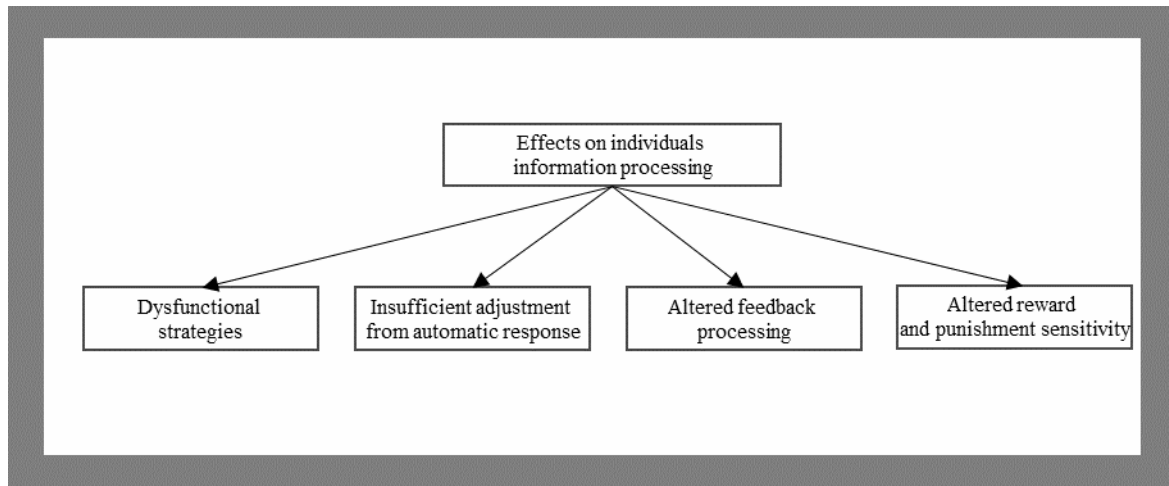 Effects on individuals
information processing
Dysfunctional
strategies
Insufficient adjustment
from automatic response
Altered feedback
processing
Altered reward
and punishment sensitivity